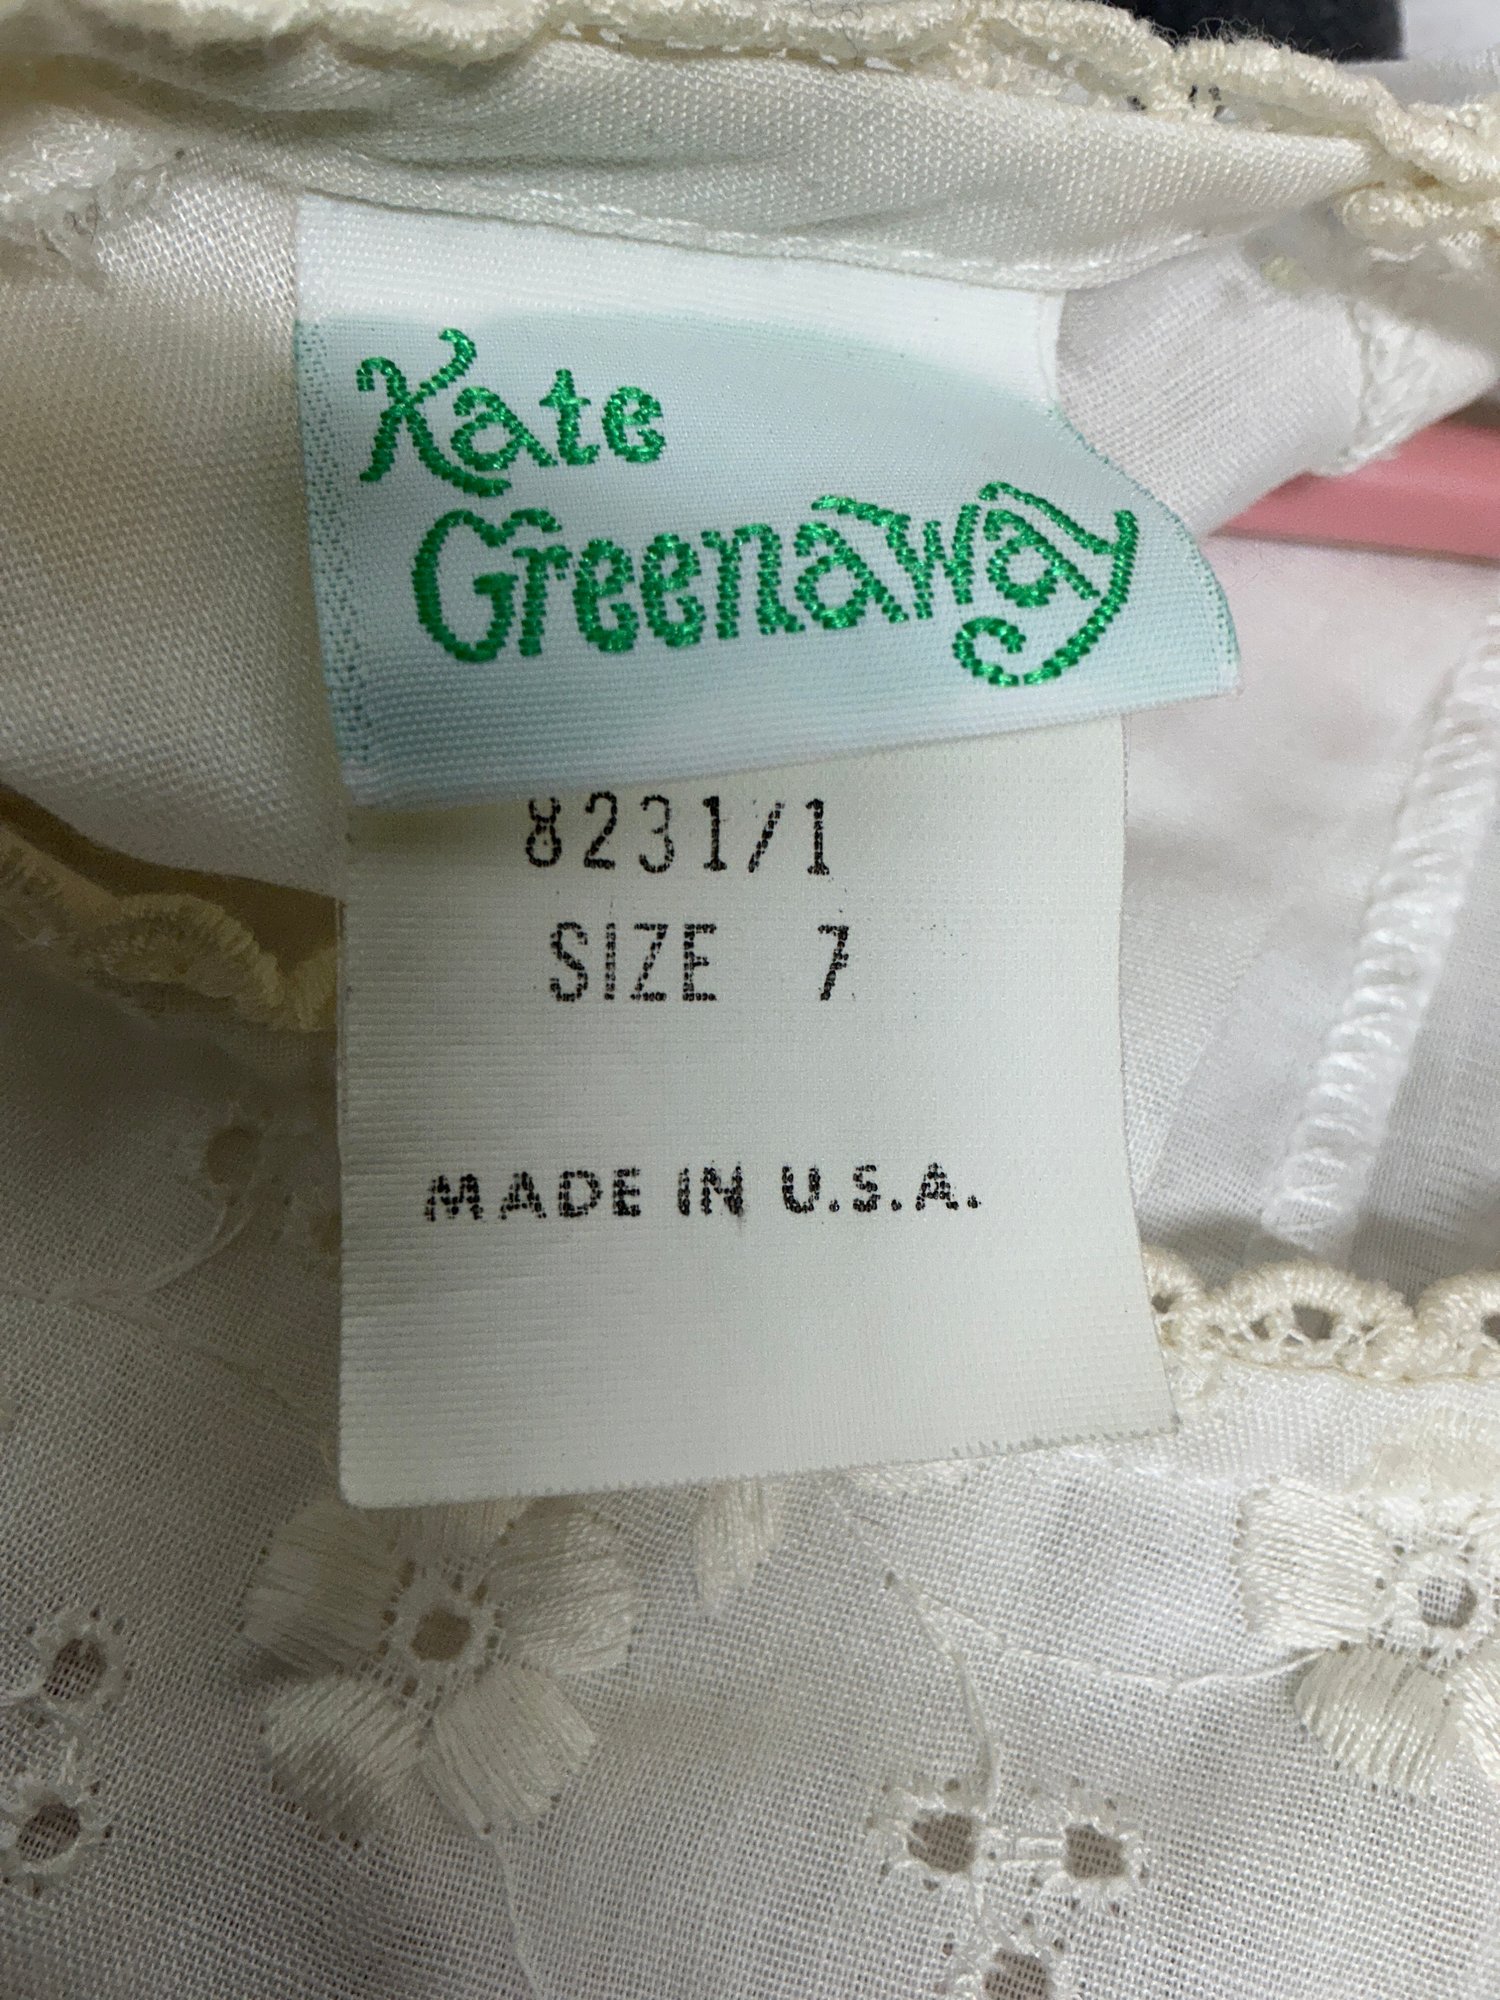 Kate
Greenaway
8231/1
SIZE 7
MADE IN U.S.A.